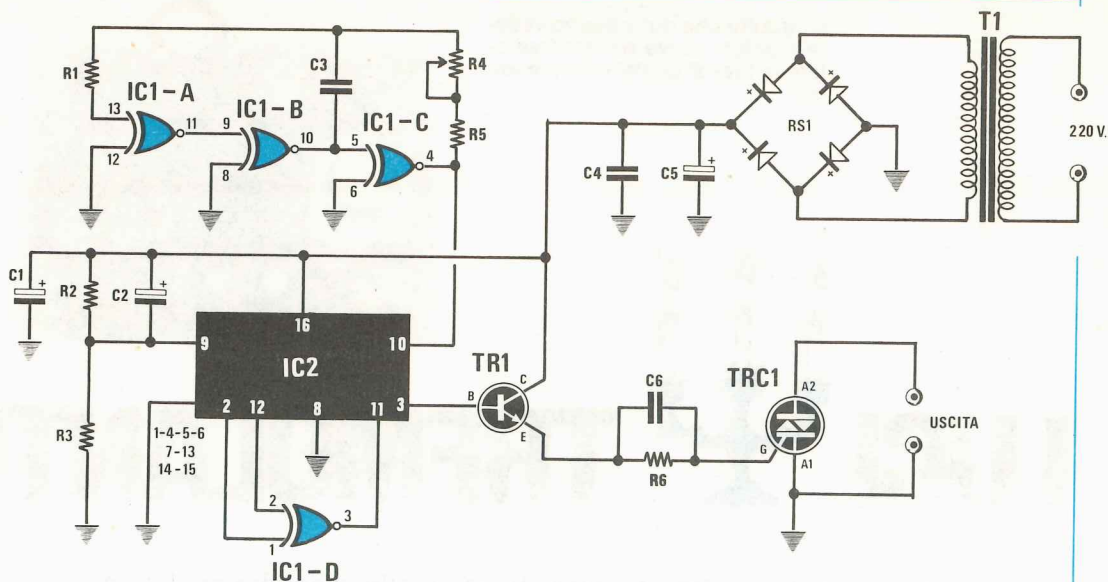 T1
R1
C3
R4
IC1-A
IC1-B
IC1-C
R5
13
12
11
9
8
10
5
6
4
RS1
220 V.
C4
C5
+
C1
+
R2
C2
+
R3
16
9
IC2
10
2
12
8
11
3
1-4-5-6
7-13
14-15
2
1
3
IC1-D
TR1
B
C
E
C6
R6
TRC1
A2
G
A1
USCITA